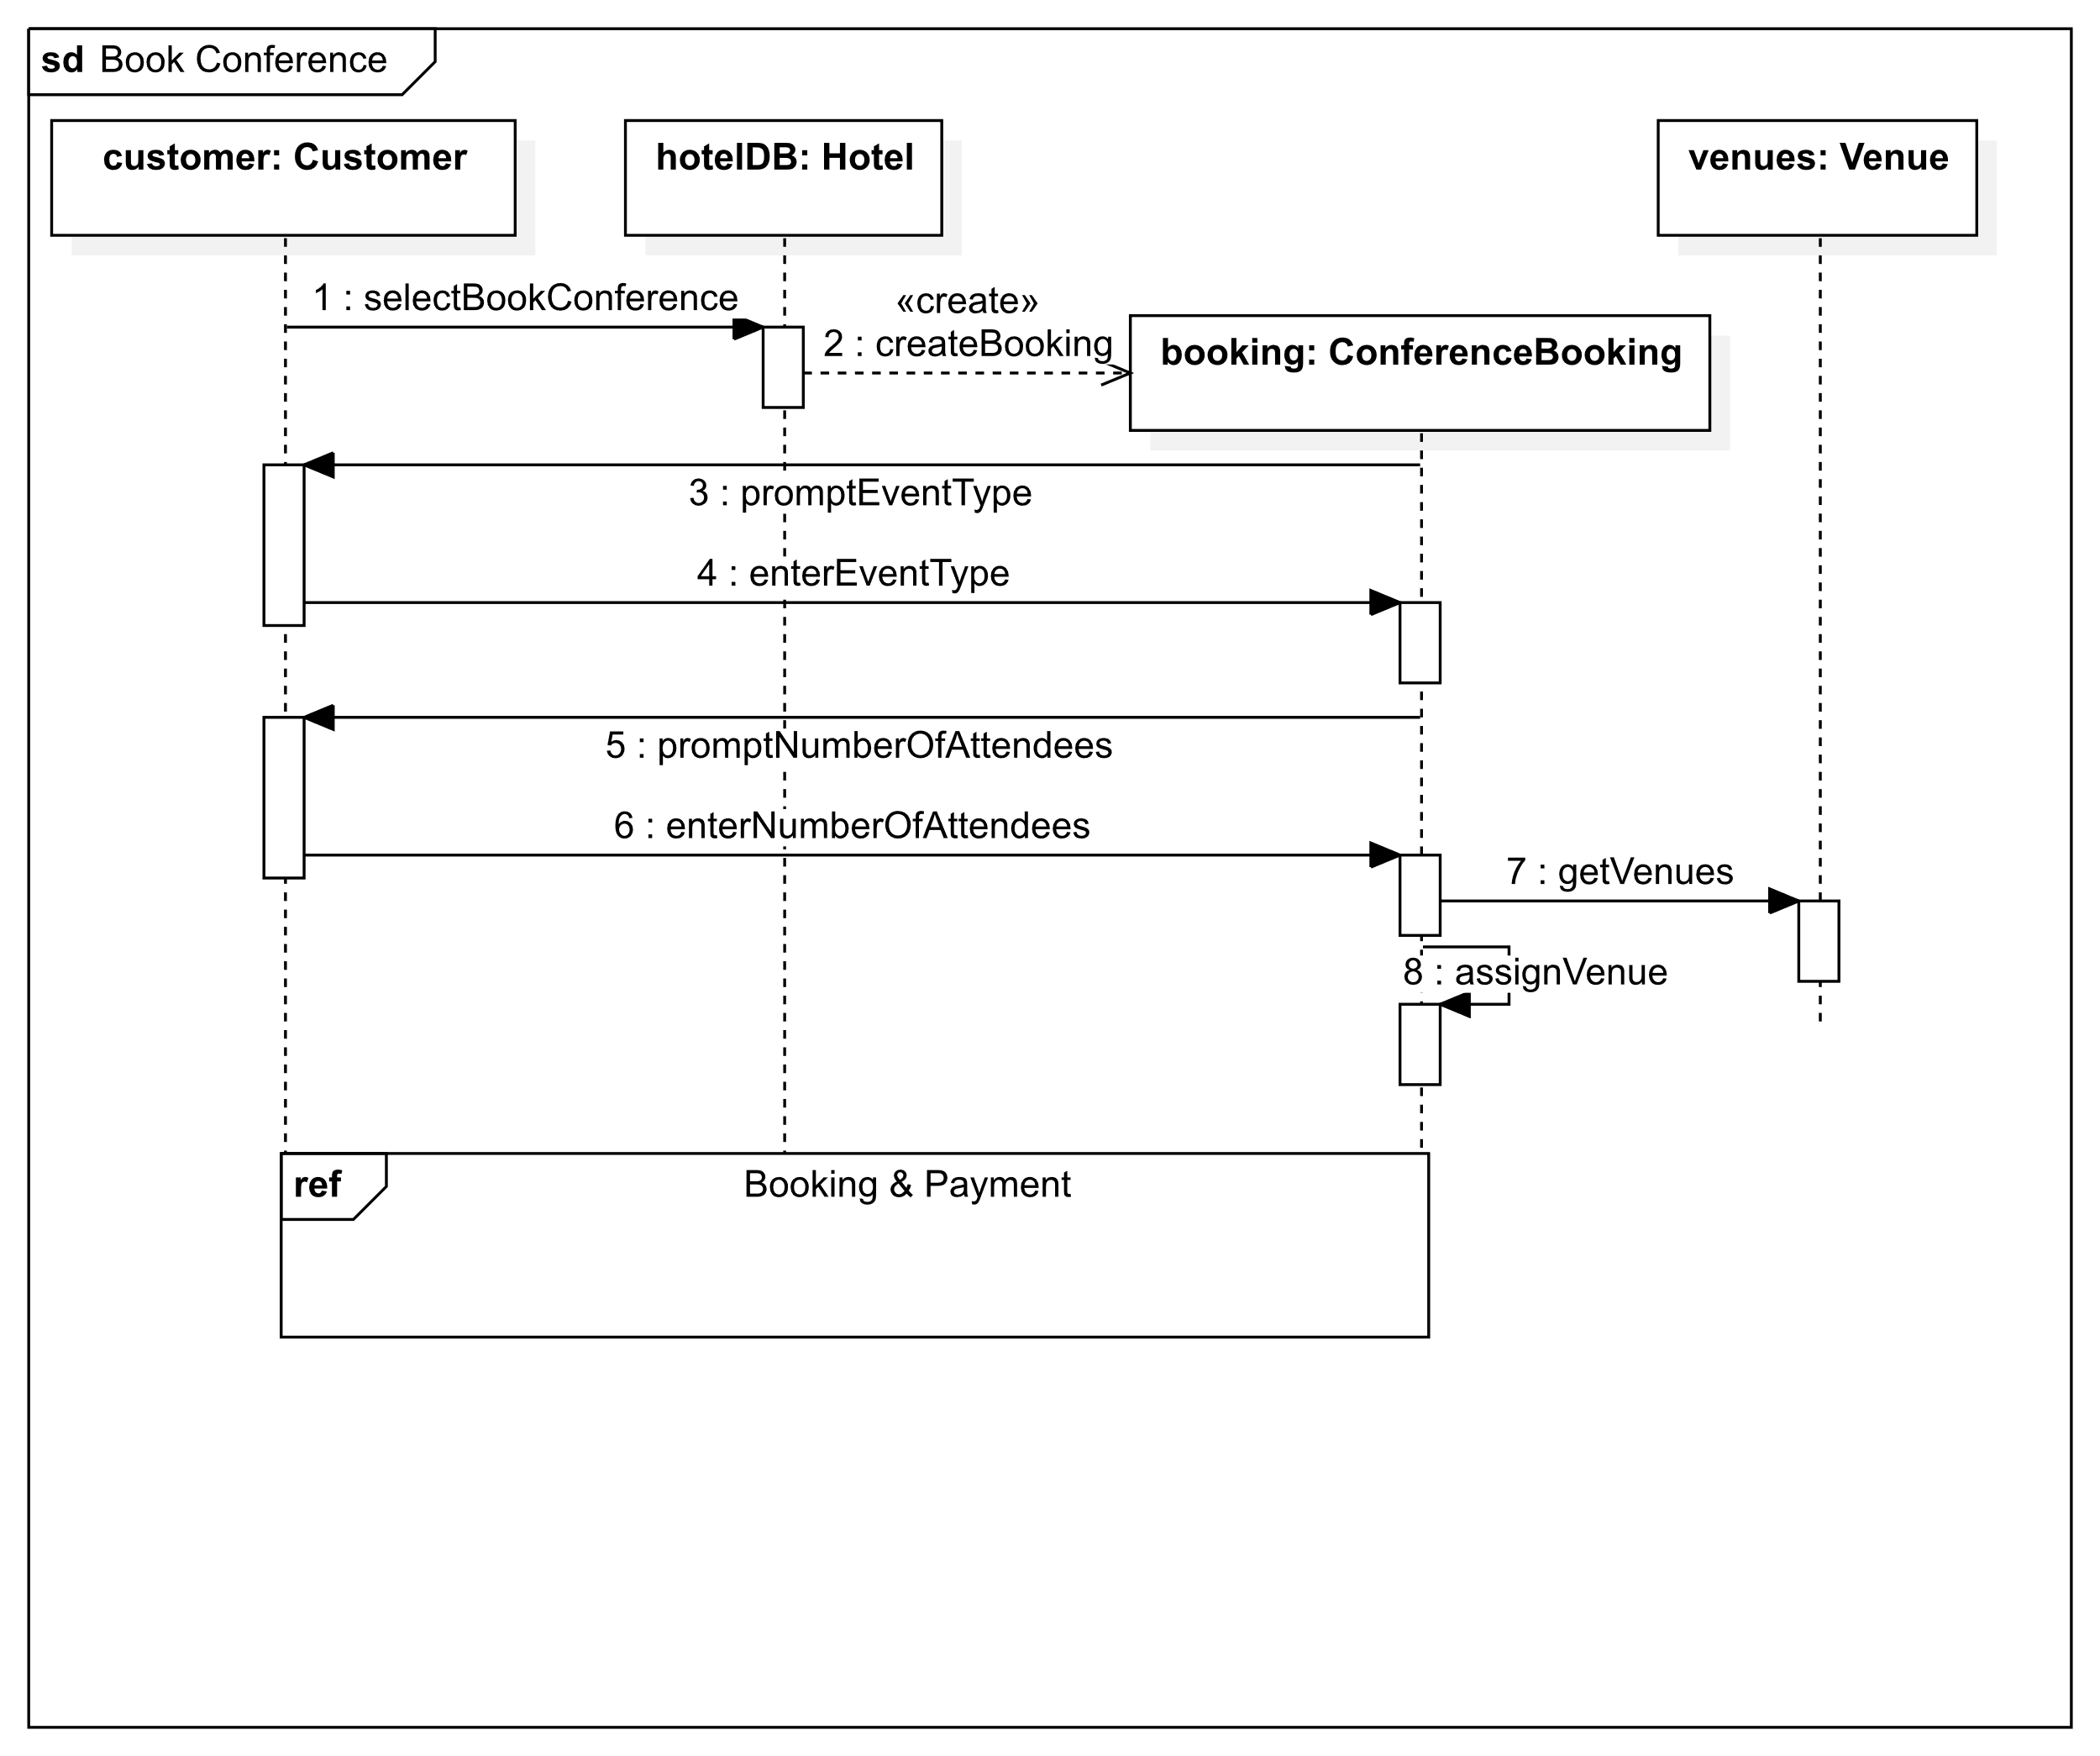 sd Book Conference
customer: Customer
hotelDB: Hotel
venues: Venue
1 : selectBookConference
«create»
2 : createBooking
booking: ConferenceBooking
3 : promptEventType
4 : enterEventType
5 : promptNumberOfAttendees
6 : enterNumberOfAttendees
7 : getVenues
8 : assignVenue
ref
Booking & Payment